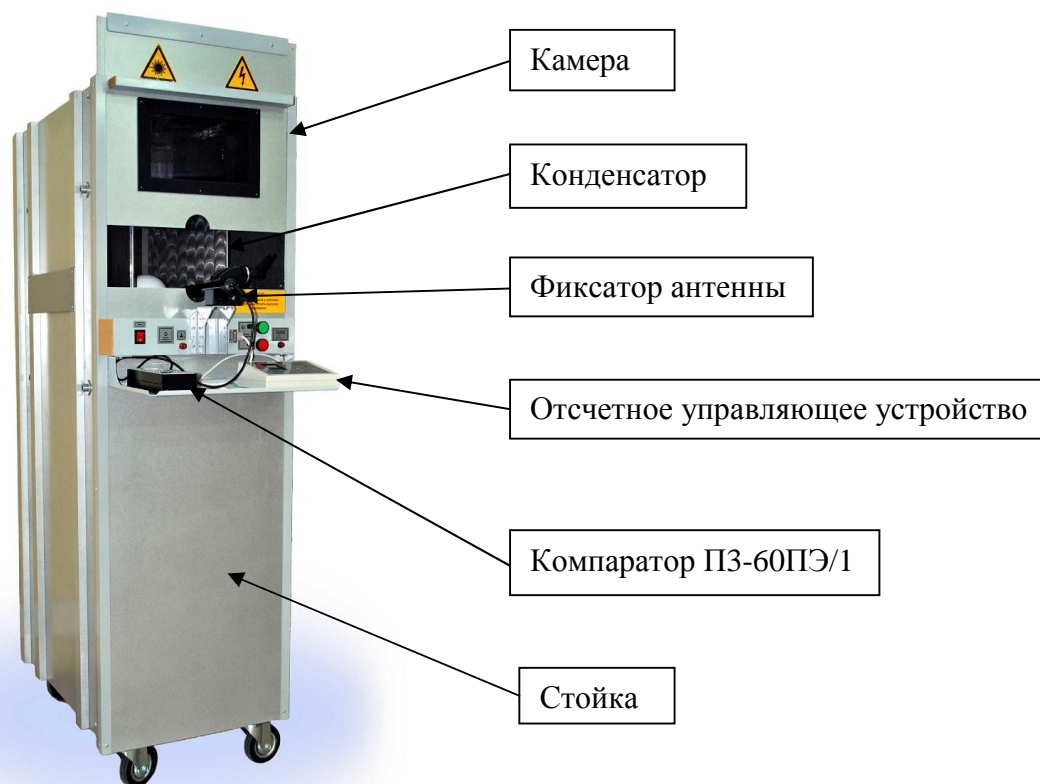 Камера
Конденсатор
Фиксатор антенны
Отсчетное управляющее устройство
Компаратор П3-60ПЭ/1
Стойка